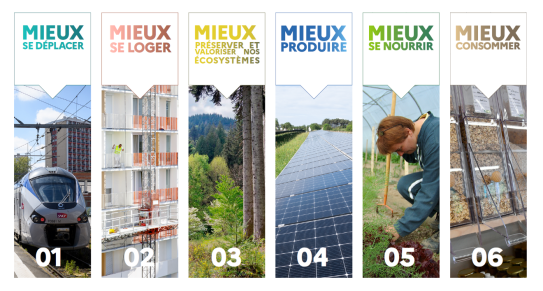 MIEUX
SE DÉPLACER
MIEUX
SE LOGER
MIEUX
PRÉSERVER ET
VALORISER NOS
ÉCOSYSTÈMES
MIEUX
PRODUIRE
MIEUX
SE NOURRIR
MIEUX
CONSOMMER
01
02
03
04
05
06